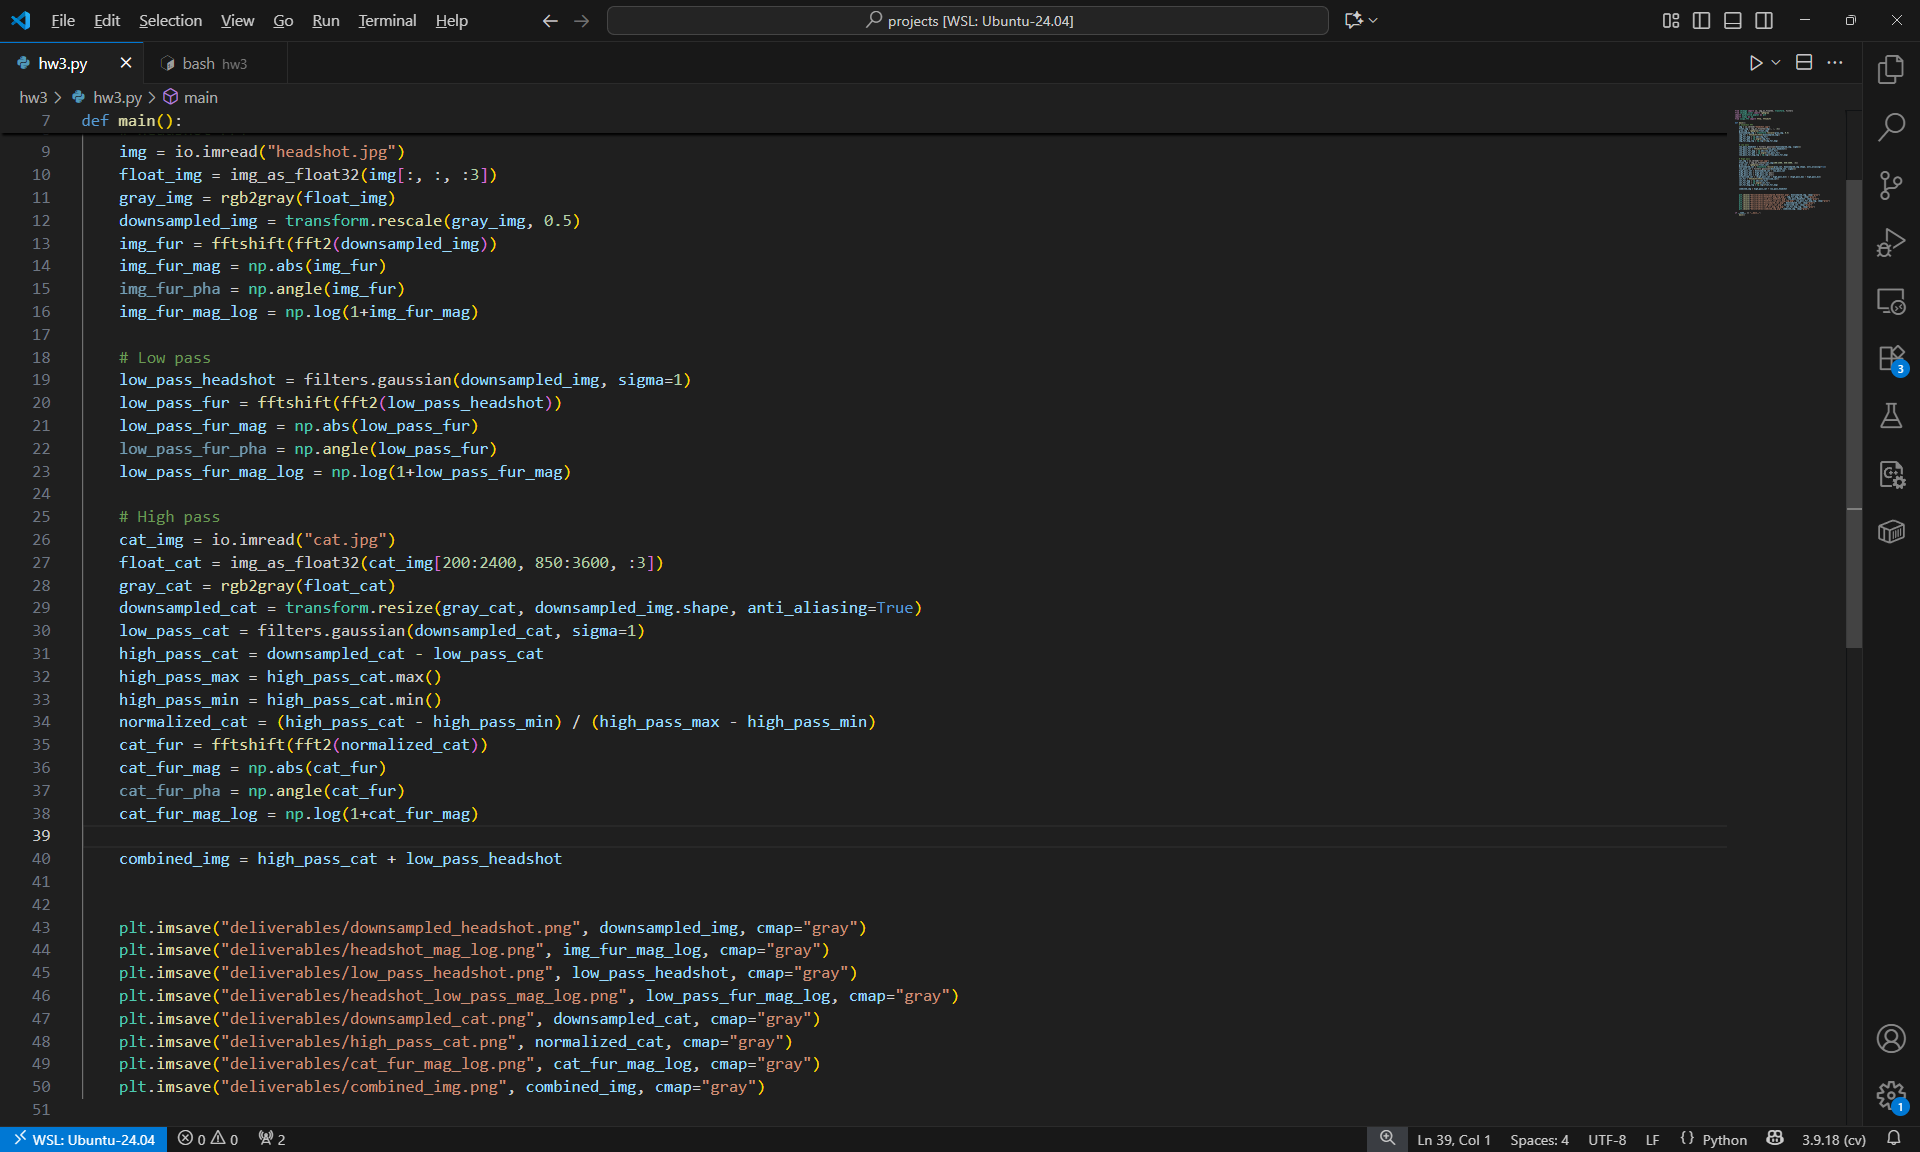 File Edit Selection View Go Run Terminal Help projects [WSL: Ubuntu-24.04]
hw3.py bash hw3
hw3 > hw3.py > main
7 def main():
9 img = io.imread("headshot.jpg")
10 float_img = img_as_float32(img[:, :, :3])
11 gray_img = rgb2gray(float_img)
12 downsampled_img = transform.rescale(gray_img, 0.5)
13 img_fur = fftshift(fft2(downsampled_img))
14 img_fur_mag = np.abs(img_fur)
15 img_fur_pha = np.angle(img_fur)
16 img_fur_mag_log = np.log(1+img_fur_mag)
17
18 # Low pass
19 low_pass_headshot = filters.gaussian(downsampled_img, sigma=1)
20 low_pass_fur = fftshift(fft2(low_pass_headshot))
21 low_pass_fur_mag = np.abs(low_pass_fur)
22 low_pass_fur_pha = np.angle(low_pass_fur)
23 low_pass_fur_mag_log = np.log(1+low_pass_fur_mag)
24
25 # High pass
26 cat_img = io.imread("cat.jpg")
27 float_cat = img_as_float32(cat_img[200:2400, 850:3600, :3])
28 gray_cat = rgb2gray(float_cat)
29 downsampled_cat = transform.resize(gray_cat, downsampled_img.shape, anti_aliasing=True)
30 low_pass_cat = filters.gaussian(downsampled_cat, sigma=1)
31 high_pass_cat = downsampled_cat - low_pass_cat
32 high_pass_max = high_pass_cat.max()
33 high_pass_min = high_pass_cat.min()
34 normalized_cat = (high_pass_cat - high_pass_min) / (high_pass_max - high_pass_min)
35 cat_fur = fftshift(fft2(normalized_cat))
36 cat_fur_mag = np.abs(cat_fur)
37 cat_fur_pha = np.angle(cat_fur)
38 cat_fur_mag_log = np.log(1+cat_fur_mag)
39
40 combined_img = high_pass_cat + low_pass_headshot
41
42
43 plt.imsave("deliverables/downsampled_headshot.png", downsampled_img, cmap="gray")
44 plt.imsave("deliverables/headshot_mag_log.png", img_fur_mag_log, cmap="gray")
45 plt.imsave("deliverables/low_pass_headshot.png", low_pass_headshot, cmap="gray")
46 plt.imsave("deliverables/headshot_low_pass_mag_log.png", low_pass_fur_mag_log, cmap="gray")
47 plt.imsave("deliverables/downsampled_cat.png", downsampled_cat, cmap="gray")
48 plt.imsave("deliverables/high_pass_cat.png", normalized_cat, cmap="gray")
49 plt.imsave("deliverables/cat_fur_mag_log.png", cat_fur_mag_log, cmap="gray")
50 plt.imsave("deliverables/combined_img.png", combined_img, cmap="gray")
51
3
1
WSL: Ubuntu-24.04 0 0 2 Ln 39, Col 1 Spaces: 4 UTF-8 LF {} Python 3.9.18 (cv)